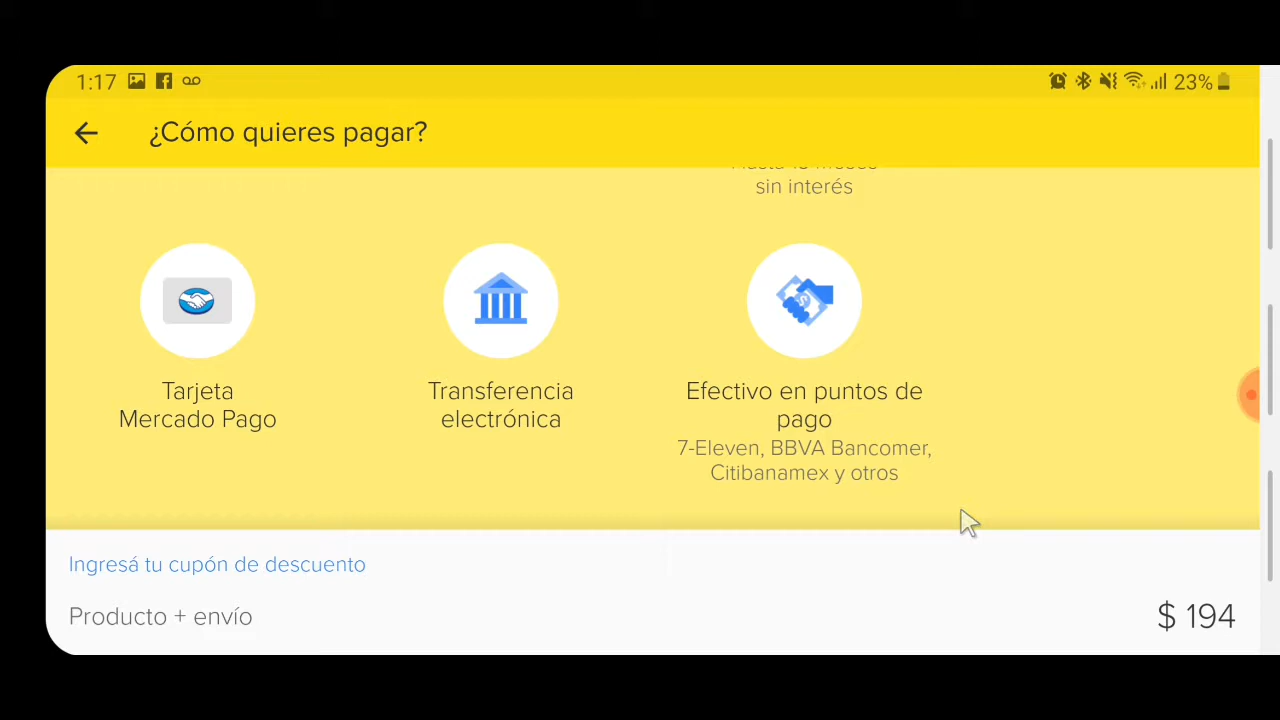 1:17
23%
¿Cómo quieres pagar?
sin interés
Tarjeta
Mercado Pago
Transferencia
electrónica
Efectivo en puntos de
pago
7-Eleven, BBVA Bancomer,
Citibanamex y otros
Ingresá tu cupón de descuento
Producto + envío
$ 194